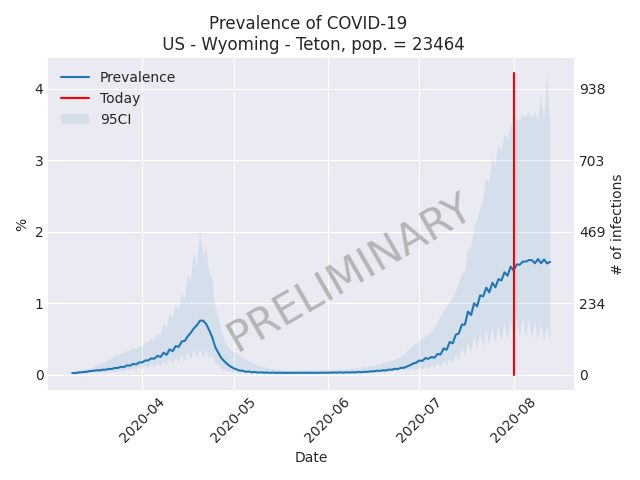 Prevalence of COVID-19
US - Wyoming - Teton, pop. = 23464
Prevalence
Today
95CI
PRELIMINARY
%
4
3
2
1
0
938
703
469
234
0
# of infections
2020-04
2020-05
2020-06
2020-07
2020-08
Date